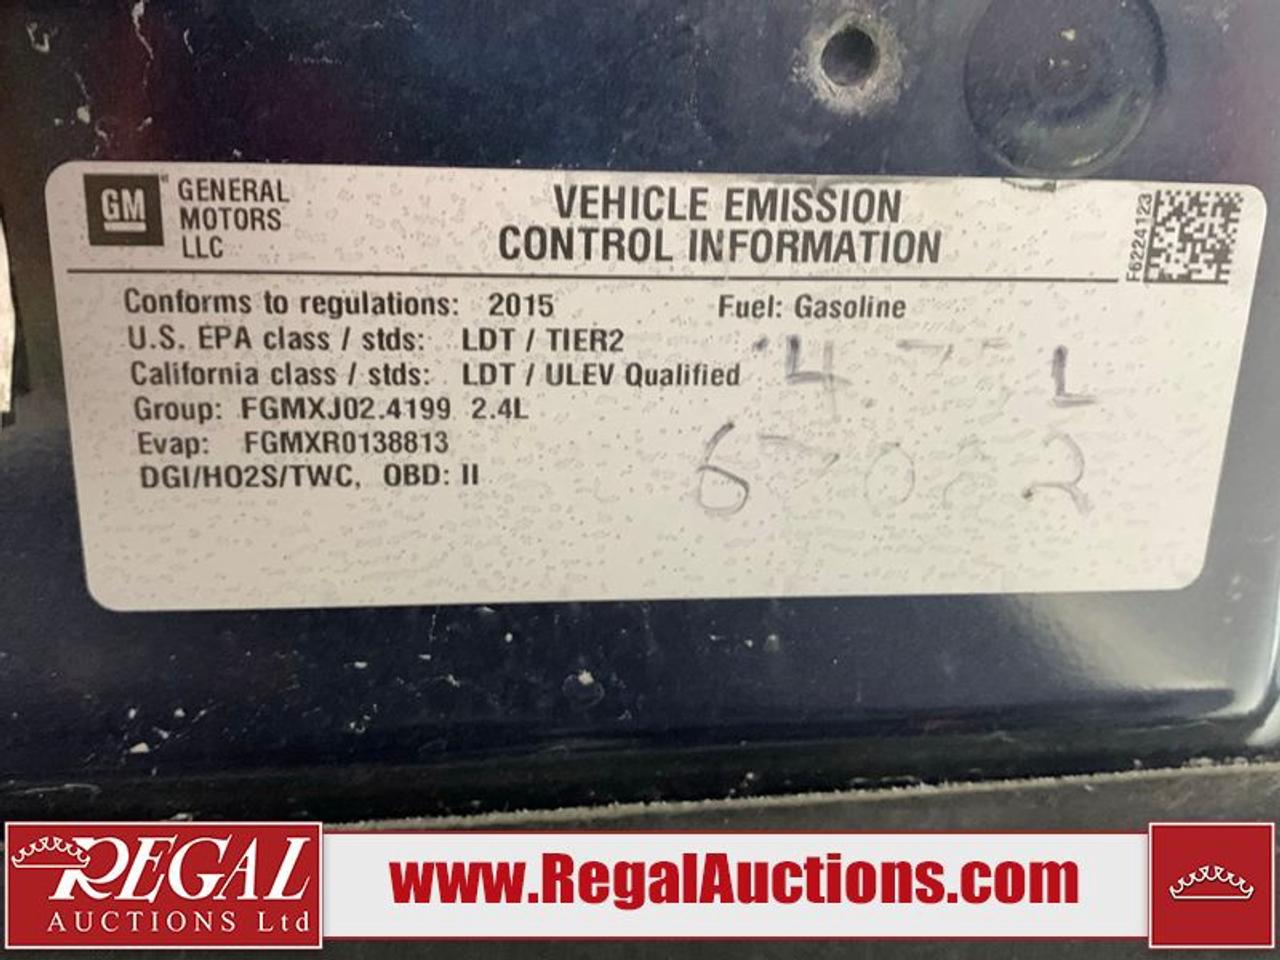 GM
GENERAL
MOTORS
LLC
VEHICLE EMISSION
CONTROL INFORMATION
F6224123
Conforms to regulations: 2015 Fuel: Gasoline
U.S. EPA class / stds: LDT / TIER2
California class / stds: LDT / ULEV Qualified
Group: FGMXJ02.4199 2.4L
Evap: FGMXR0138813
DGI/HO2S/TWC, OBD: II
REGAL
AUCTIONS Ltd
www.RegalAuctions.com